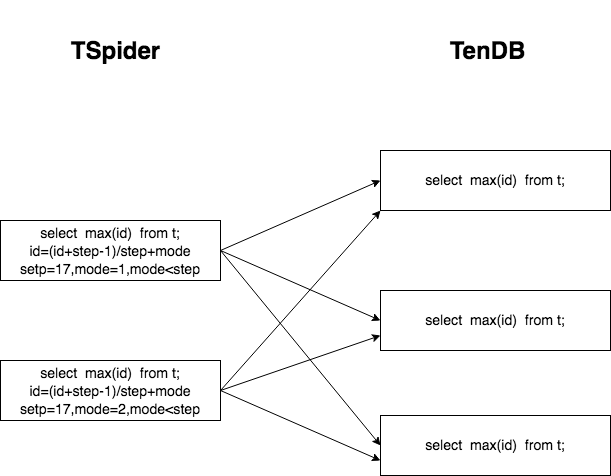 TSpider
TenDB
select max(id) from t;
select max(id) from t;
id=(id+step-1)/step+mode
setp=17,mode=1,mode<step
select max(id) from t;
select max(id) from t;
id=(id+step-1)/step+mode
setp=17,mode=2,mode<step
select max(id) from t;